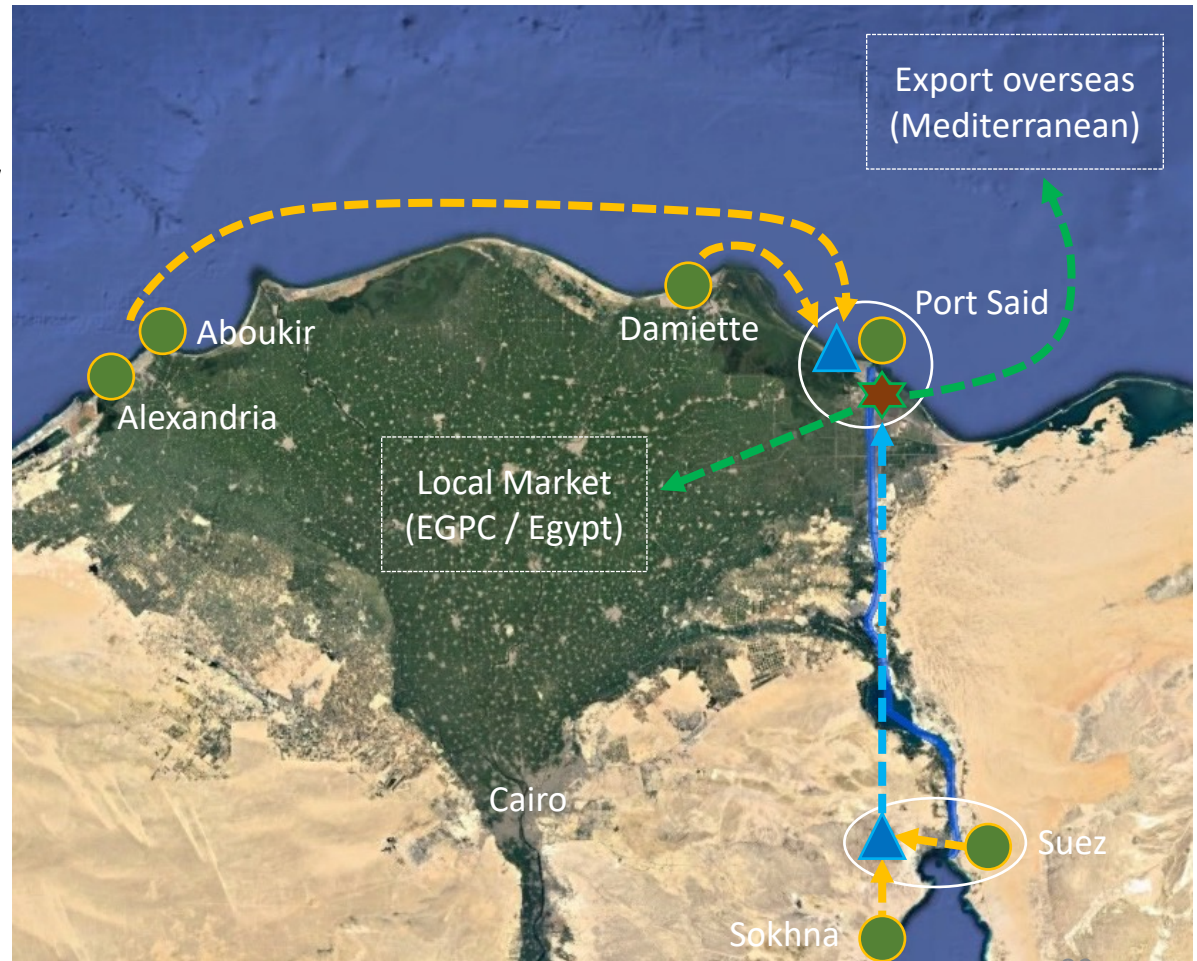 Export overseas
(Mediterranean)
Port Said
Damiette
Aboukir
Alexandria
Local Market
(EGPC / Egypt)
Cairo
Suez
Sokhna